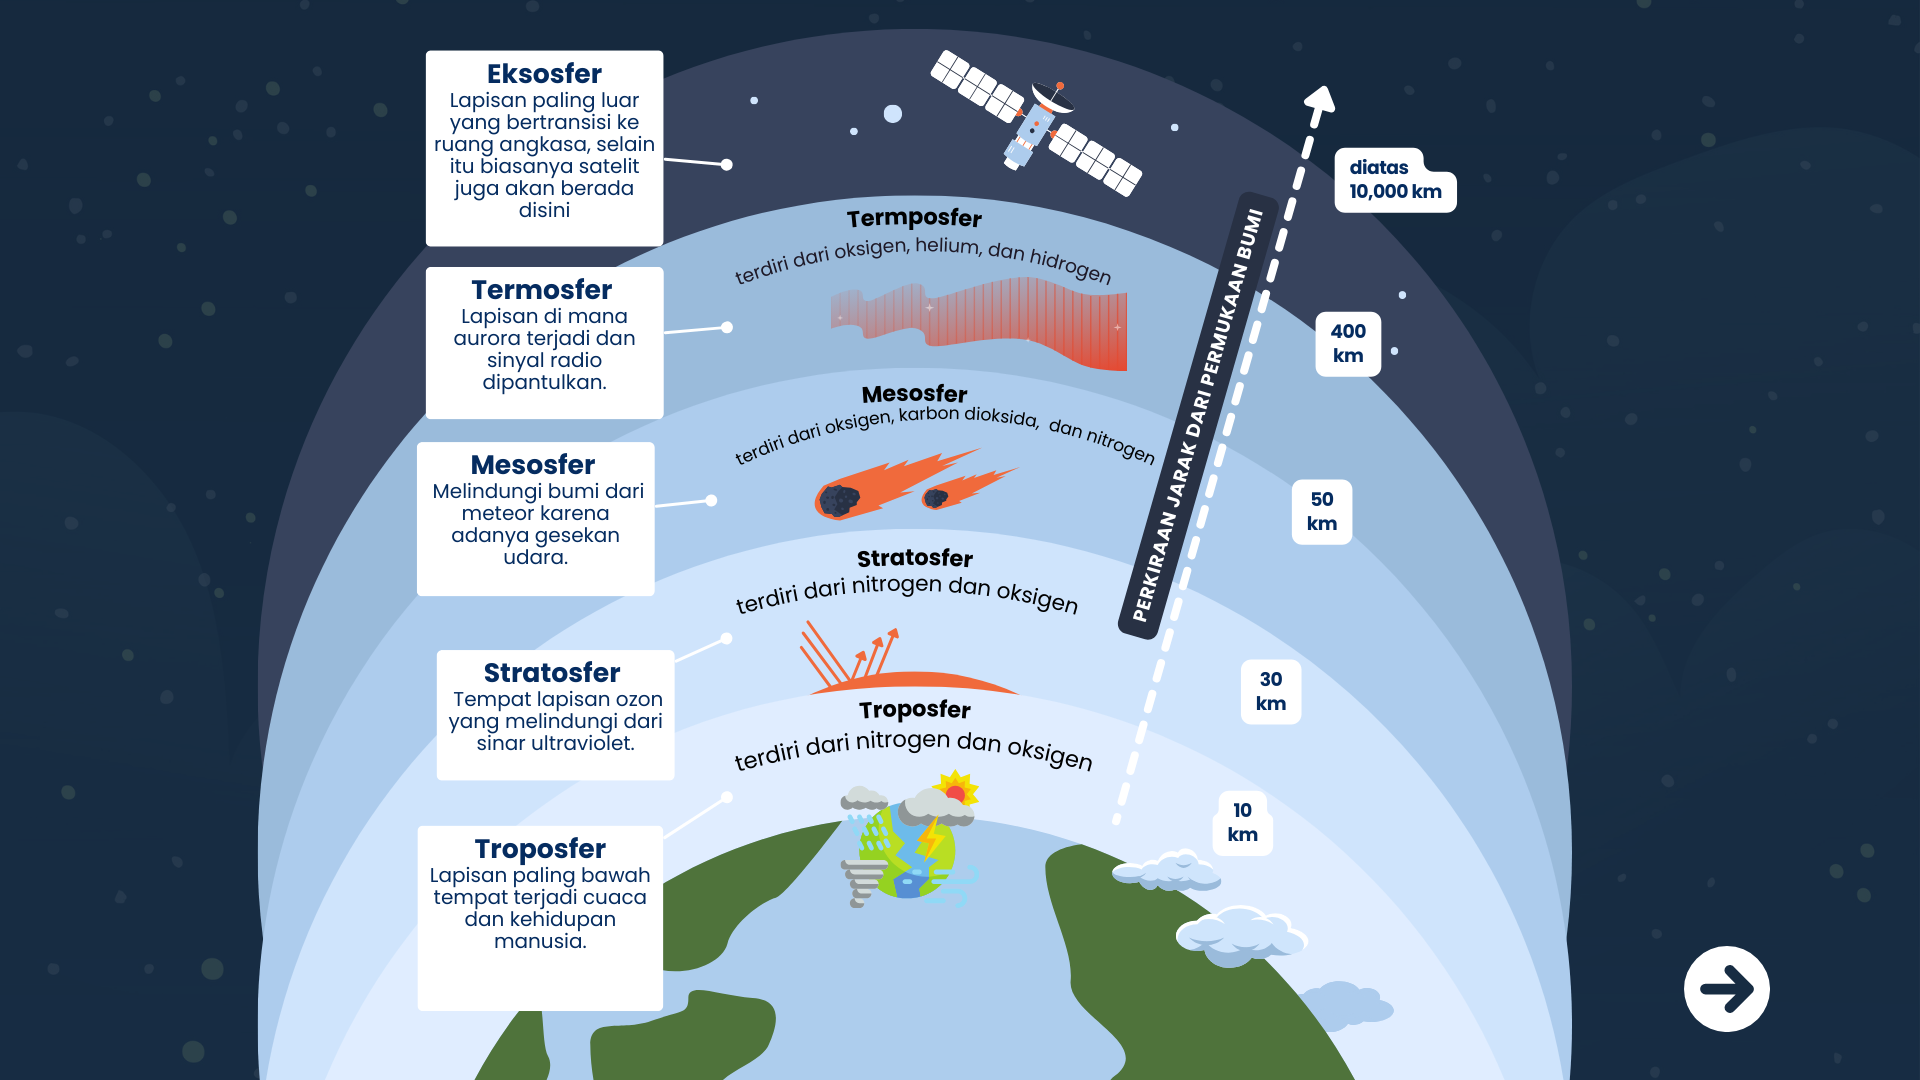 Eksosfer
Lapisan paling luar
yang bertransisi ke
ruang angkasa, selain
itu biasanya satelit
juga akan berada
disini
Termosfer
Lapisan di mana
aurora terjadi dan
sinyal radio
dipantulkan.
Mesosfer
Melindungi bumi dari
meteor karena
adanya gesekan
udara.
Stratosfer
Tempat lapisan ozon
yang melindungi dari
sinar ultraviolet.
Troposfer
Lapisan paling bawah
tempat terjadi cuaca
dan kehidupan
manusia.
Termposfer
terdiri dari oksigen, helium, dan hidrogen
Mesosfer
terdiri dari oksigen, karbon dioksida, dan nitrogen
Stratosfer
terdiri dari nitrogen dan oksigen
Troposfer
terdiri dari nitrogen dan oksigen
PERKIRAAN JARAK DARI PERMUKAAN BUMI
diatas
10,000 km
400
km
50
km
30
km
10
km